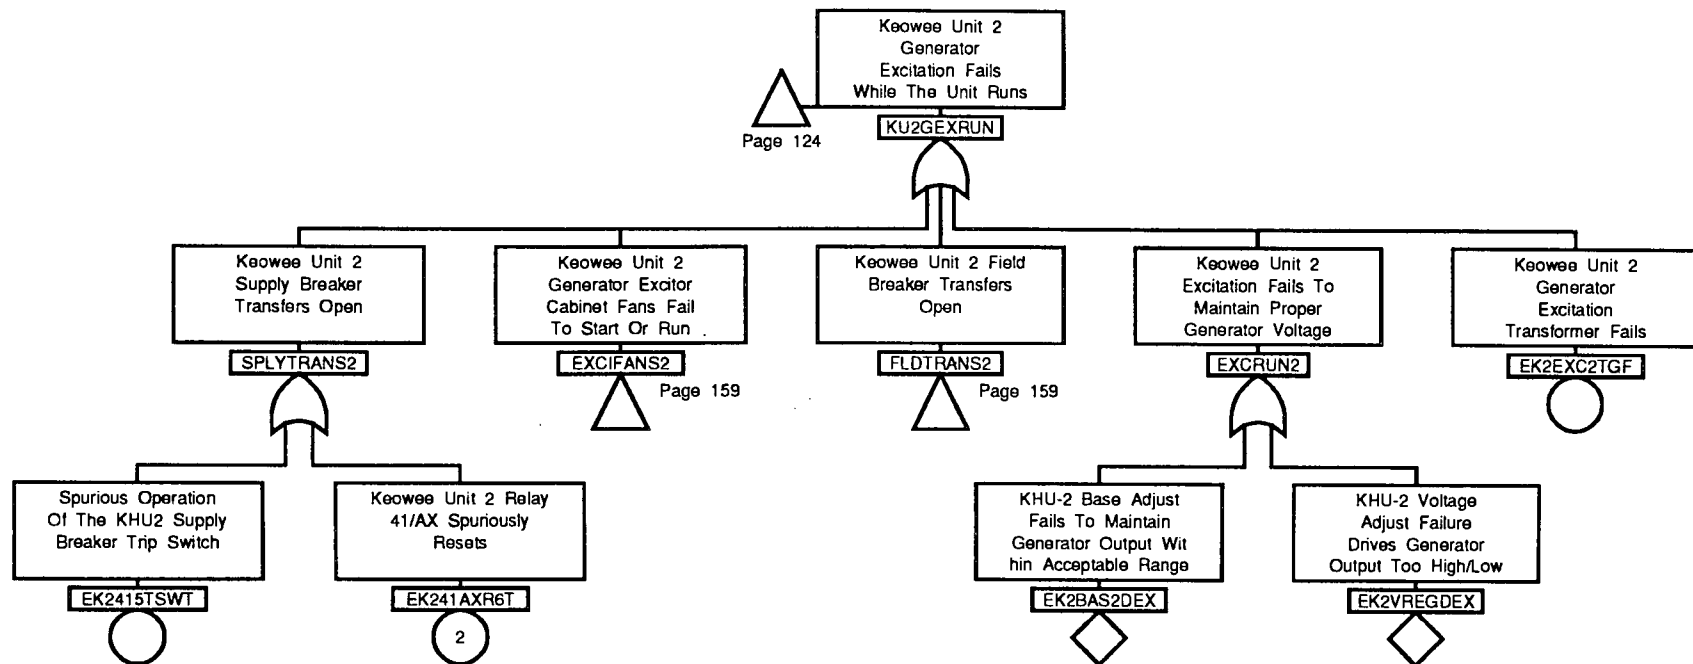 Keowee Unit 2
Generator
Excitation Fails
While The Unit Runs
Page 124
KU2GEXRUN
Keowee Unit 2
Supply Breaker
Transfers Open
SPLYTRANS2
Keowee Unit 2
Generator Excitor
Cabinet Fans Fail
To Start Or Run
EXCIFANS2
Page 159
Keowee Unit 2 Field
Breaker Transfers
Open
FLDTRANS2
Page 159
Keowee Unit 2
Excitation Fails To
Maintain Proper
Generator Voltage
EXCRUN2
Keowee Unit 2
Generator
Excitation
Transformer Fails
EK2EXC2TGF
Spurious Operation
Of The KHU2 Supply
Breaker Trip Switch
EK2415TSWT
Keowee Unit 2 Relay
41/AX Spuriously
Resets
EK241AXR6T
2
KHU-2 Base Adjust
Fails To Maintain
Generator Output Wit
hin Acceptable Range
EK2BAS2DEX
KHU-2 Voltage
Adjust Failure
Drives Generator
Output Too High/Low
EK2VREGDEX